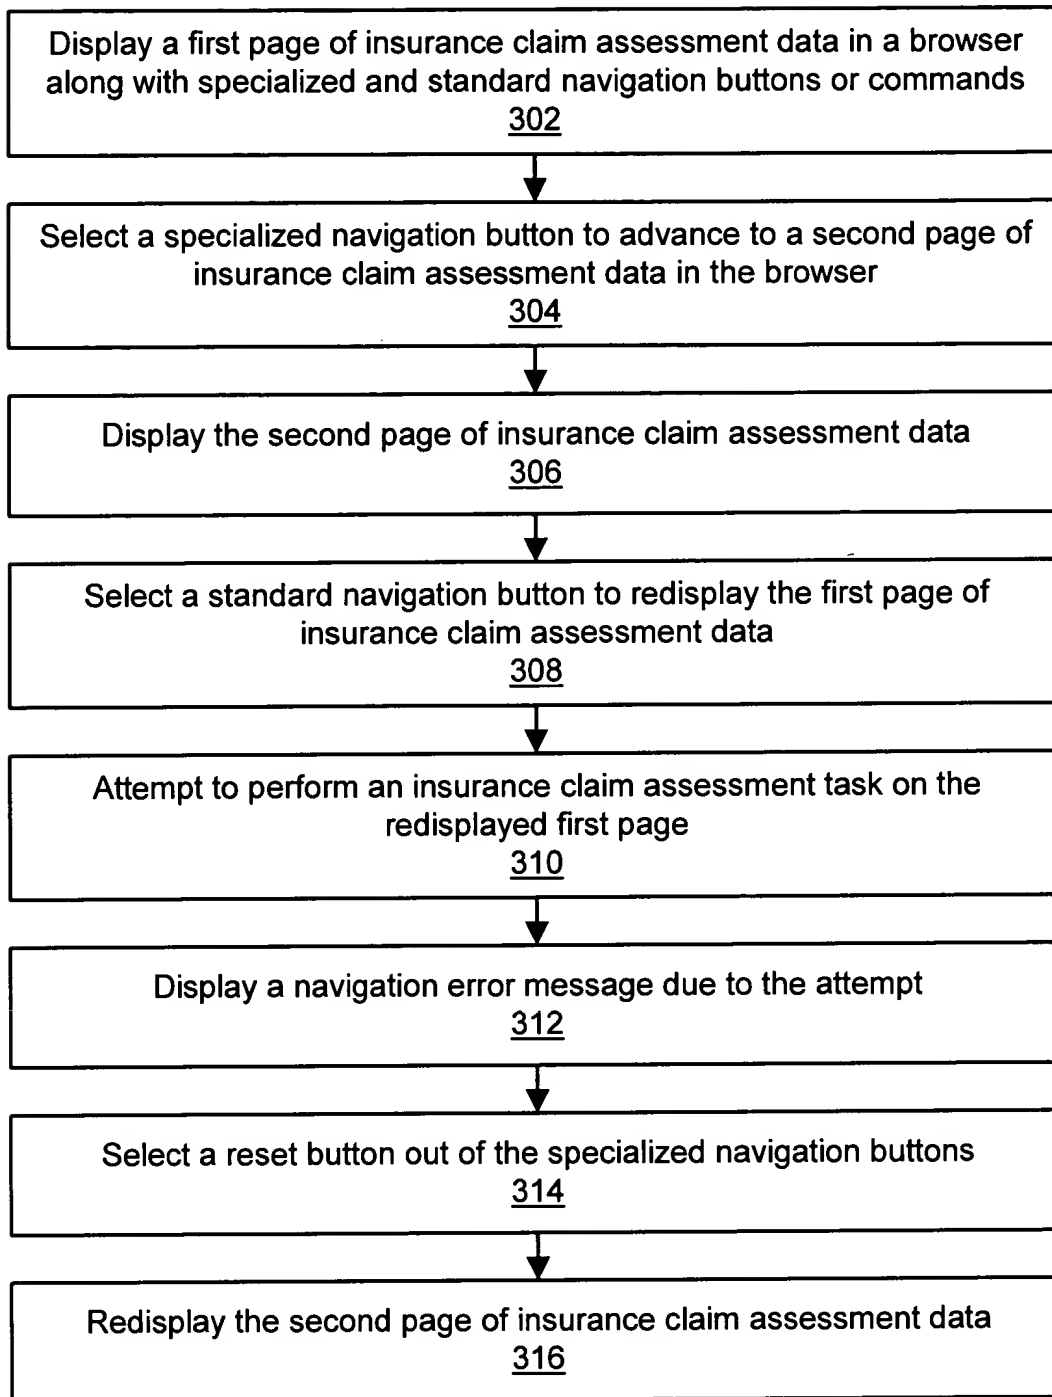 Display a first page of insurance claim assessment data in a browser
along with specialized and standard navigation buttons or commands
302
Select a specialized navigation button to advance to a second page of
insurance claim assessment data in the browser
304
Display the second page of insurance claim assessment data
306
Select a standard navigation button to redisplay the first page of
insurance claim assessment data
308
Attempt to perform an insurance claim assessment task on the
redisplayed first page
310
Display a navigation error message due to the attempt
312
Select a reset button out of the specialized navigation buttons
314
Redisplay the second page of insurance claim assessment data
316